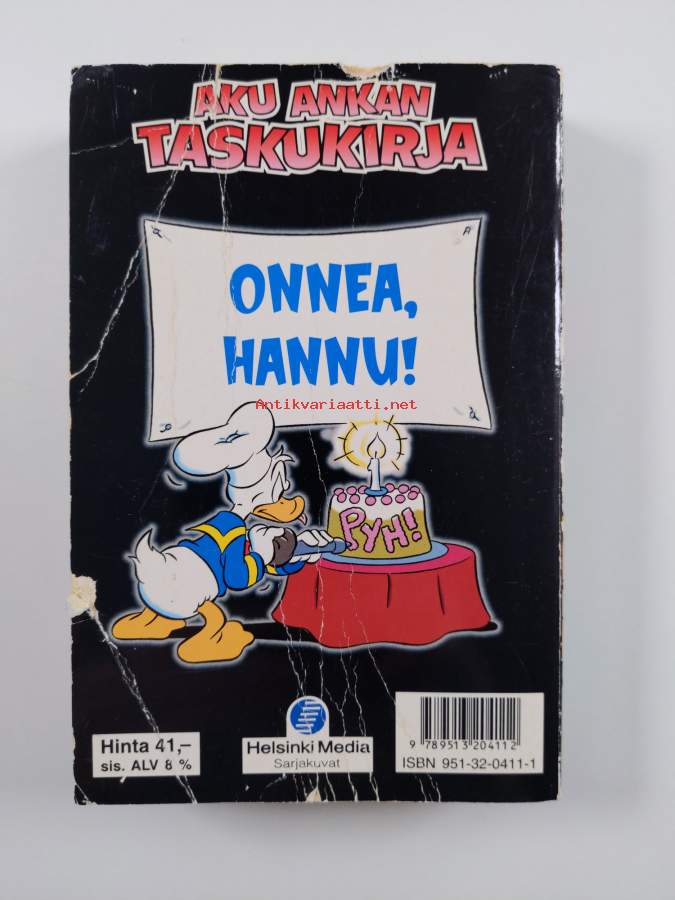 AKU ANKAN
TASKUKIRJA
ONNEA,
HANNU!
Antikvariaatti.net
PYH!
Hinta 41,–
sis. ALV 8 %
Helsinki Media
Sarjakuvat
9 789513 204112
ISBN 951-32-0411-1